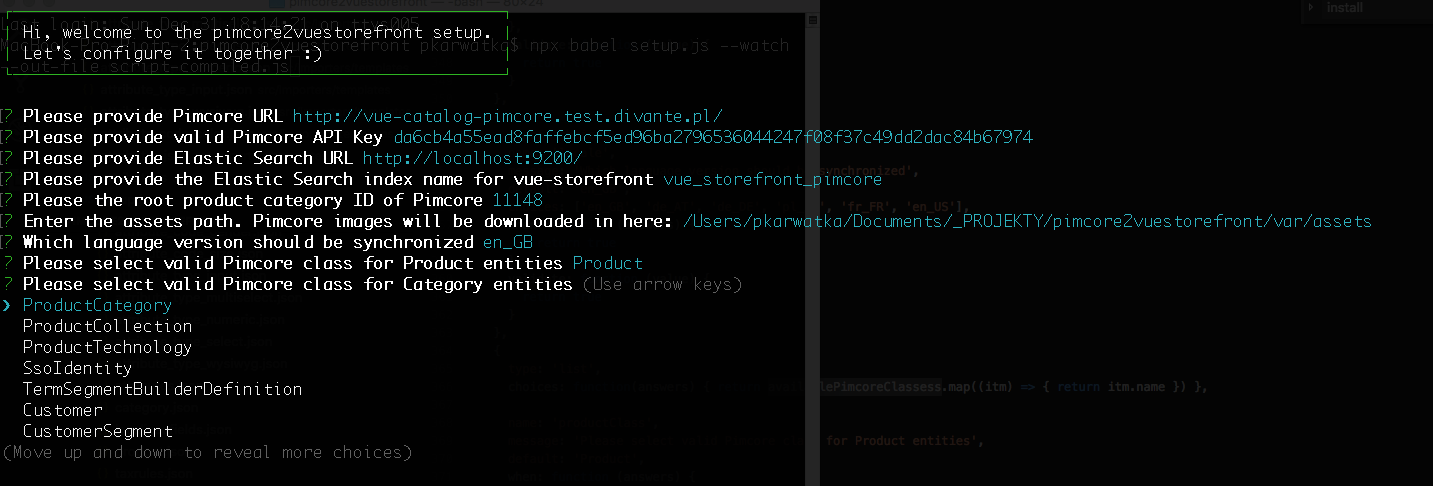 pimcore2vuestorefront — -bash — 80x24
install
Last login: Sun Dec 31 18:14:21 on ttys005
Hi, welcome to the pimcore2vuestorefront setup.
pimcore/vuestorefront pkarwatka$ npx babel setup.js --watch
Let's configure it together :)
--out-file script-compiled.js
? Please provide Pimcore URL http://vue-catalog-pimcore.test.divante.pl/
? Please provide valid Pimcore API Key da6cb4a55ead8faffebcf5ed96ba2796536044247f08f37c49dd2dac84b67974
? Please provide Elastic Search URL http://localhost:9200/
synchronized',
? Please provide the Elastic Search index name for vue-storefront vue_storefront_pimcore
? Please the root product category ID of Pimcore 11148
', 'fr_FR', 'en_US'],
? Enter the assets path. Pimcore images will be downloaded in here: /Users/pkarwatka/Documents/_PROJEKTY/pimcore2vuestorefront/var/assets
? Which language version should be synchronized en_GB
? Please select valid Pimcore class for Product entities Product
? Please select valid Pimcore class for Category entities (Use arrow keys)
❯ ProductCategory
ProductCollection
ProductTechnology
SsoIdentity
TermSegmentBuilderDefinition
lePimcoreClassess.map((itm) => { return itm.name }) },
Customer
CustomerSegment
for Product entities',
(Move up and down to reveal more choices)